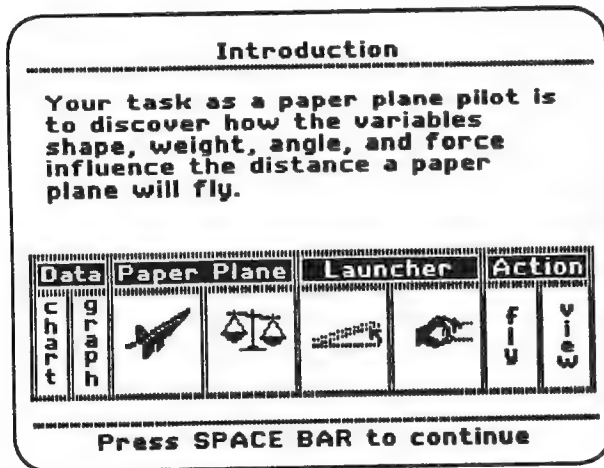 Introduction
Your task as a paper plane pilot is
to discover how the variables
shape, weight, angle, and force
influence the distance a paper
plane will fly.
Data Paper Plane Launcher Action
chart graph fly view
Press SPACE BAR to continue